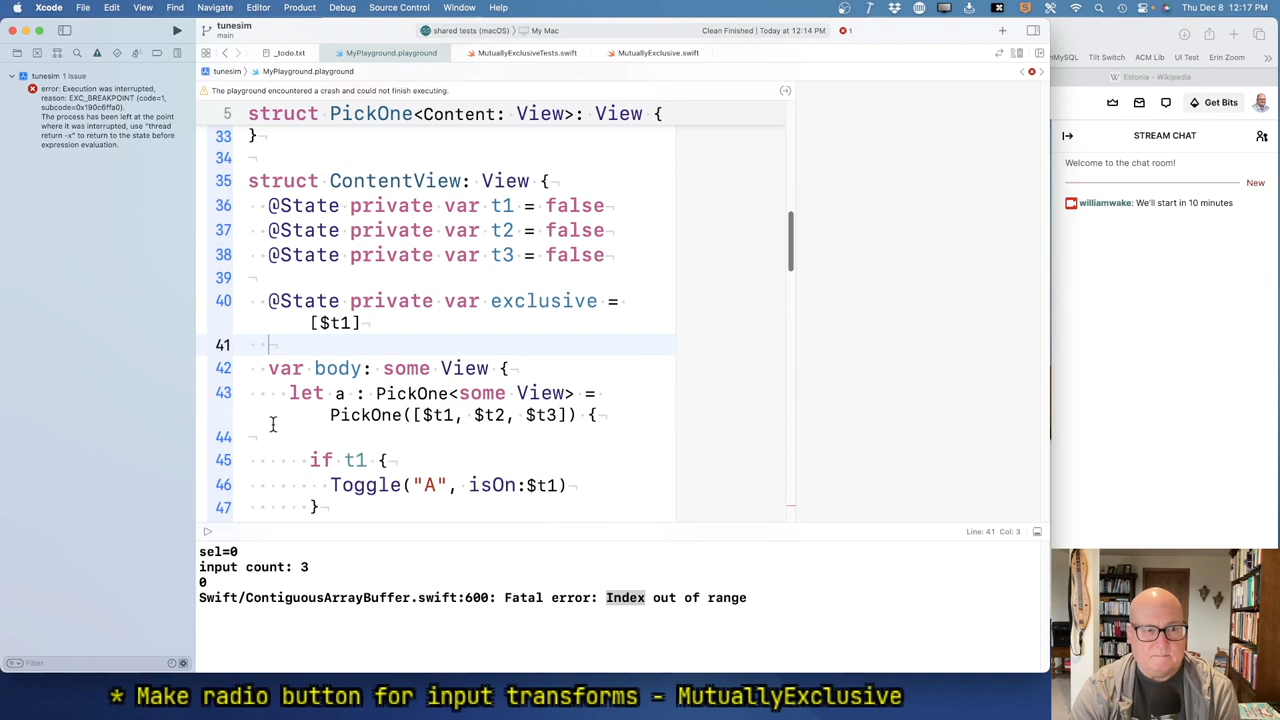 Xcode File Edit View Find Navigate Editor Product Debug Integrate Window Help
12:17 PM
tunesim
main
shared tests (macOS) My Mac
Clean Finished | Today at 12:14 PM
1
_todo.txt MyPlayground.playground MutuallyExclusiveTests.swift MutuallyExclusive.swift
tunesim MyPlayground.playground
The playground encountered a crash and could not finish executing.
tunesim 1 issue
error: Execution was interrupted,
reason: EXC_BREAKPOINT (code=1,
subcode=0x190c6ffa0).
The process has been left at the point
where it was interrupted, use "thread
return -x" to return to the state before
expression evaluation.
5 struct PickOne<Content: View>: View {
33 }
34
35 struct ContentView: View {
36 @State private var t1 = false
37 @State private var t2 = false
38 @State private var t3 = false
39
40 @State private var exclusive =
[$t1]
41
42 var body: some View {
43 let a : PickOne<some View> =
PickOne([$t1, $t2, $t3]) {
44
45 if t1 {
46 Toggle("A", isOn:$t1)
47 }
Line: 41 Col: 3
sel=0
input count: 3
0
Swift/ContiguousArrayBuffer.swift:600: Fatal error: Index out of range
Filter
MySQL Tilt Switch ACM Lib UI Test Erin Zoom
Estonia - Wikipedia
Get Bits
STREAM CHAT
Welcome to the chat room!
New
williamwake: We'll start in 10 minutes
* Make radio button for input transforms - MutuallyExclusive